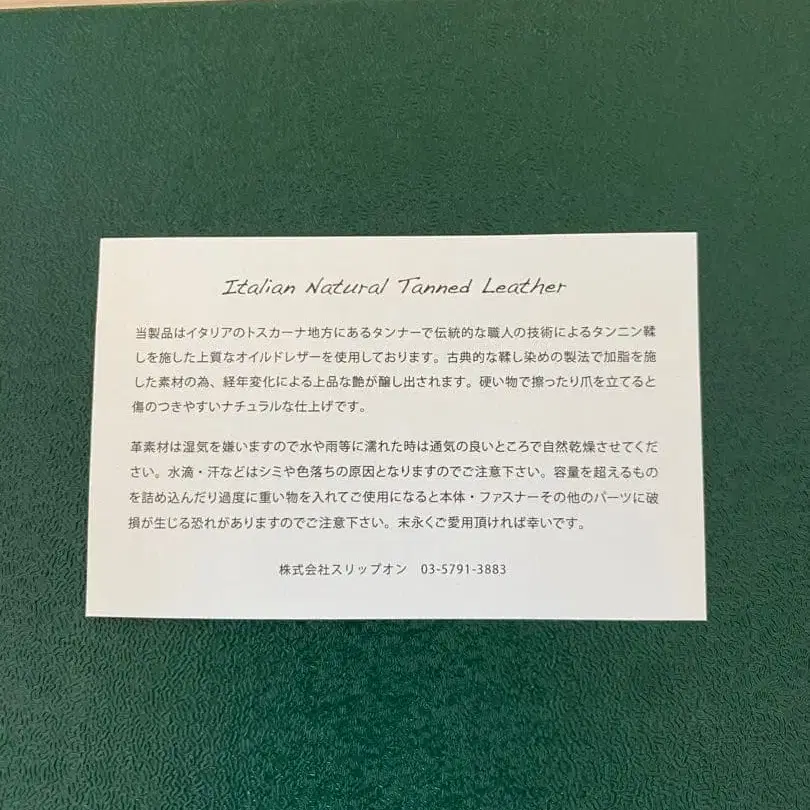 Italian Natural Tanned Leather
当製品はイタリアのトスカーナ地方にあるタンナーで伝統的な職人の技術によるタンニン鞣
しを施した上質なオイルドレザーを使用しております。古典的な鞣し染めの製法で加脂を施
した素材の為、経年変化による上品な艶が醸し出されます。硬い物で擦ったり爪を立てると
傷のつきやすいナチュラルな仕上げです。
革素材は湿気を嫌いますので水や雨等に濡れた時は通気の良いところで自然乾燥させてくだ
さい。水滴・汗などはシミや色落ちの原因となりますのでご注意下さい。容量を超えるもの
を詰め込んだり過度に重い物を入れてご使用になると本体・ファスナーその他のパーツに破
損が生じる恐れがありますのでご注意下さい。末永くご愛用頂ければ幸いです。
株式会社スリップオン　03-5791-3883